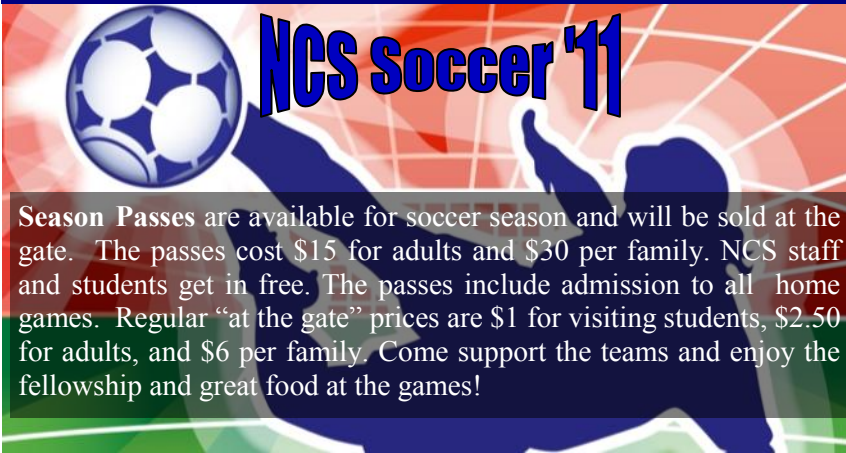 NCS Soccer '11
Season Passes are available for soccer season and will be sold at the
gate. The passes cost $15 for adults and $30 per family. NCS staff
and students get in free. The passes include admission to all home
games. Regular “at the gate” prices are $1 for visiting students, $2.50
for adults, and $6 per family. Come support the teams and enjoy the
fellowship and great food at the games!